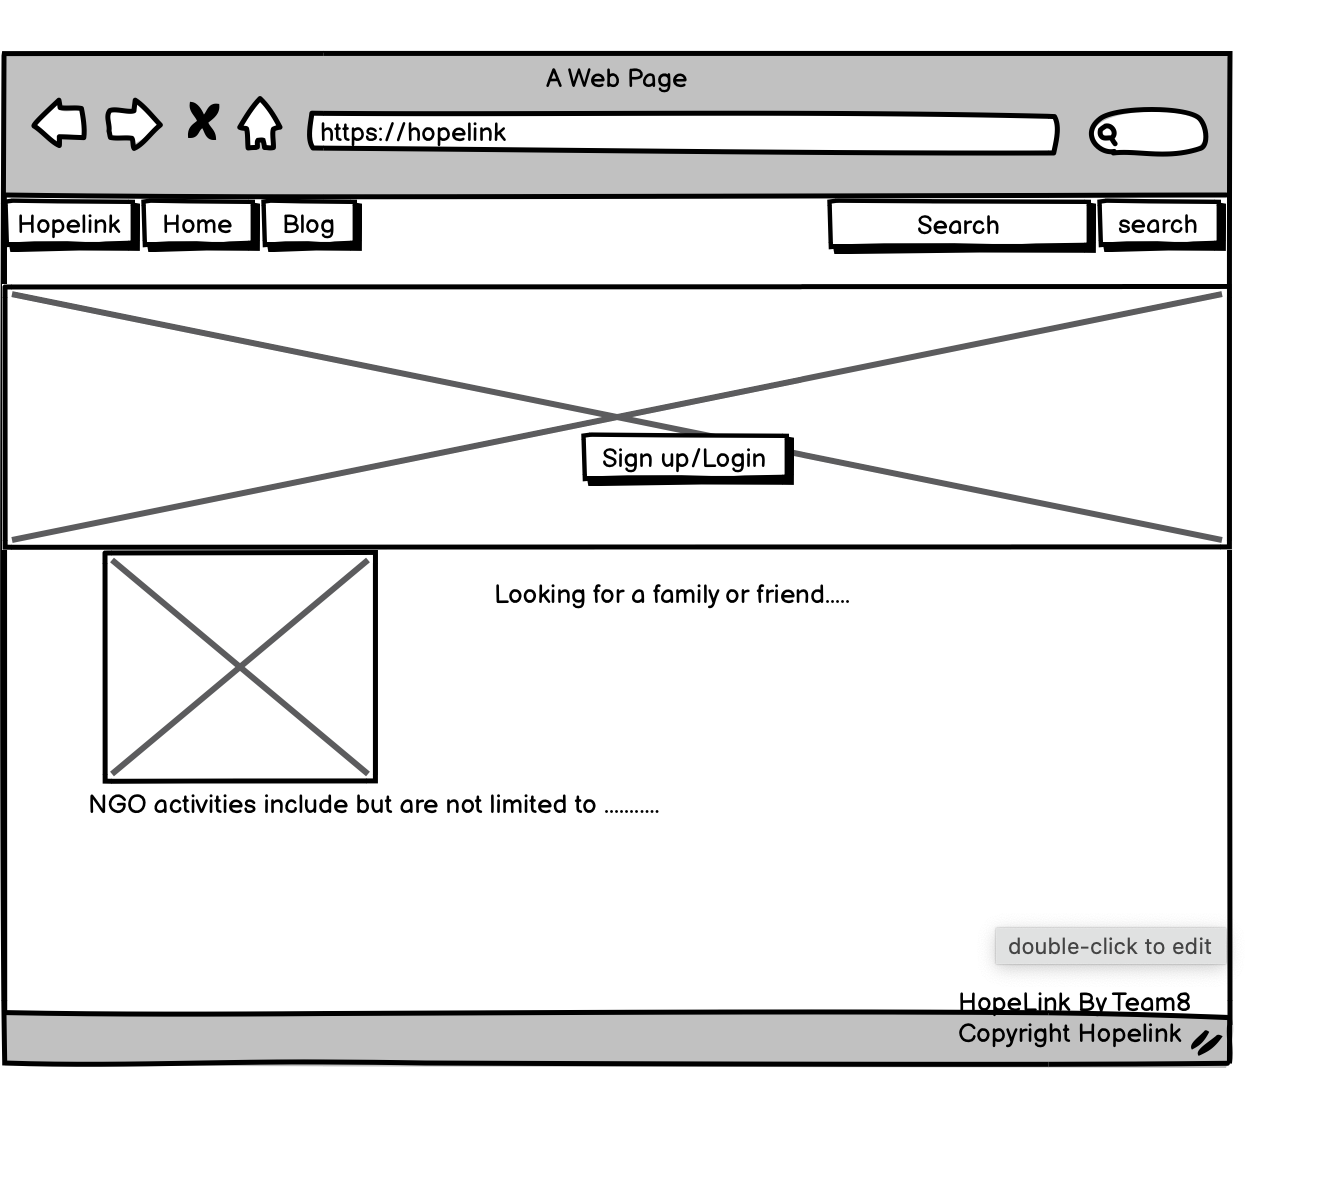 A Web Page
https://hopelink
Hopelink Home Blog Search search
Sign up/Login
Looking for a family or friend.....
NGO activities include but are not limited to ...........
double-click to edit
HopeLink By Team8
Copyright Hopelink